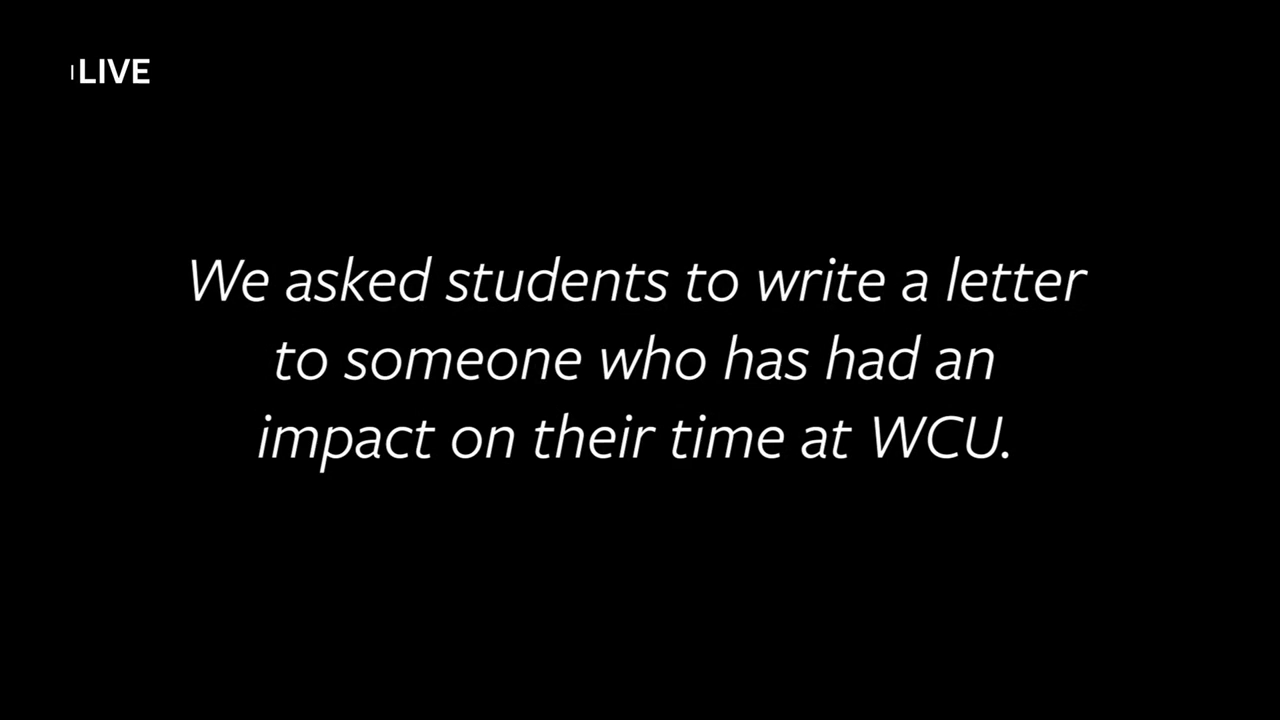 LIVE
We asked students to write a letter
to someone who has had an
impact on their time at WCU.